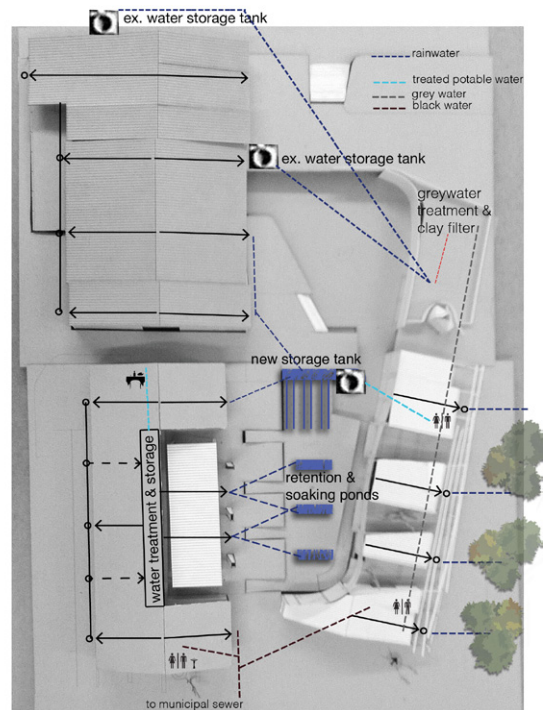 ex. water storage tank
rainwater
treated potable water
grey water
black water
ex. water storage tank
greywater
treatment &
clay filter
new storage tank
water treatment & storage
retention &
soaking ponds
to municipal sewer